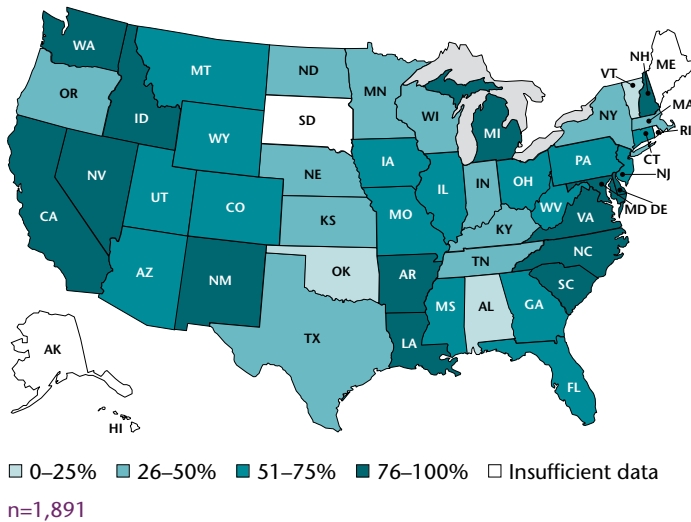 WA
MT
ND
MN
OR
ID
WY
SD
WI
MI
NY
VT
NH
ME
MA
RI
CT
NJ
NV
UT
CO
NE
IA
IL
IN
OH
PA
WV
VA
MD DE
CA
KS
MO
KY
AZ
NM
OK
AR
TN
NC
SC
TX
LA
MS
AL
GA
FL
AK
HI
0–25% 26–50% 51–75% 76–100% Insufficient data
n=1,891